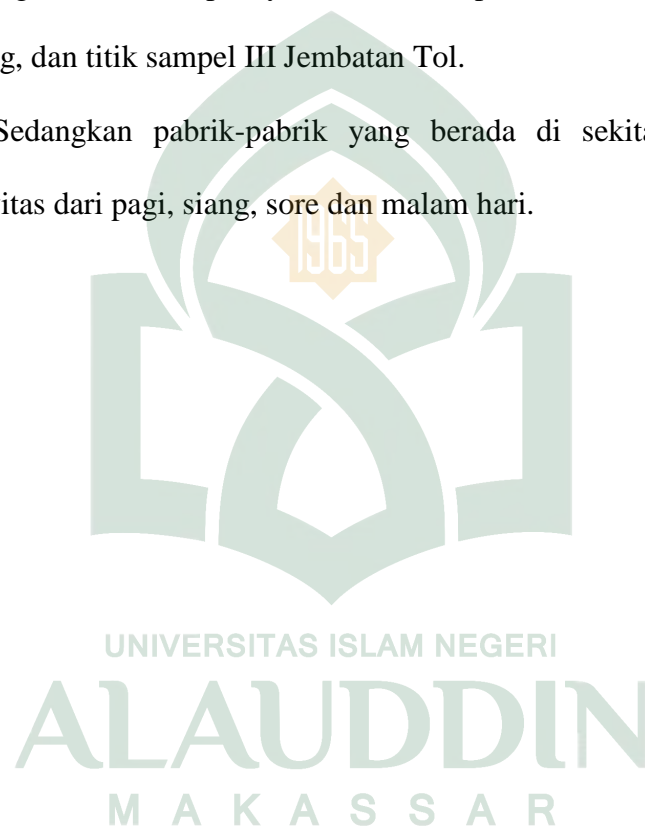 g, dan titik sampel III Jembatan Tol.
Sedangkan pabrik-pabrik yang berada di sekita
itas dari pagi, siang, sore dan malam hari.
1965
UNIVERSITAS ISLAM NEGERI
ALAUDDIN
MAKASSAR